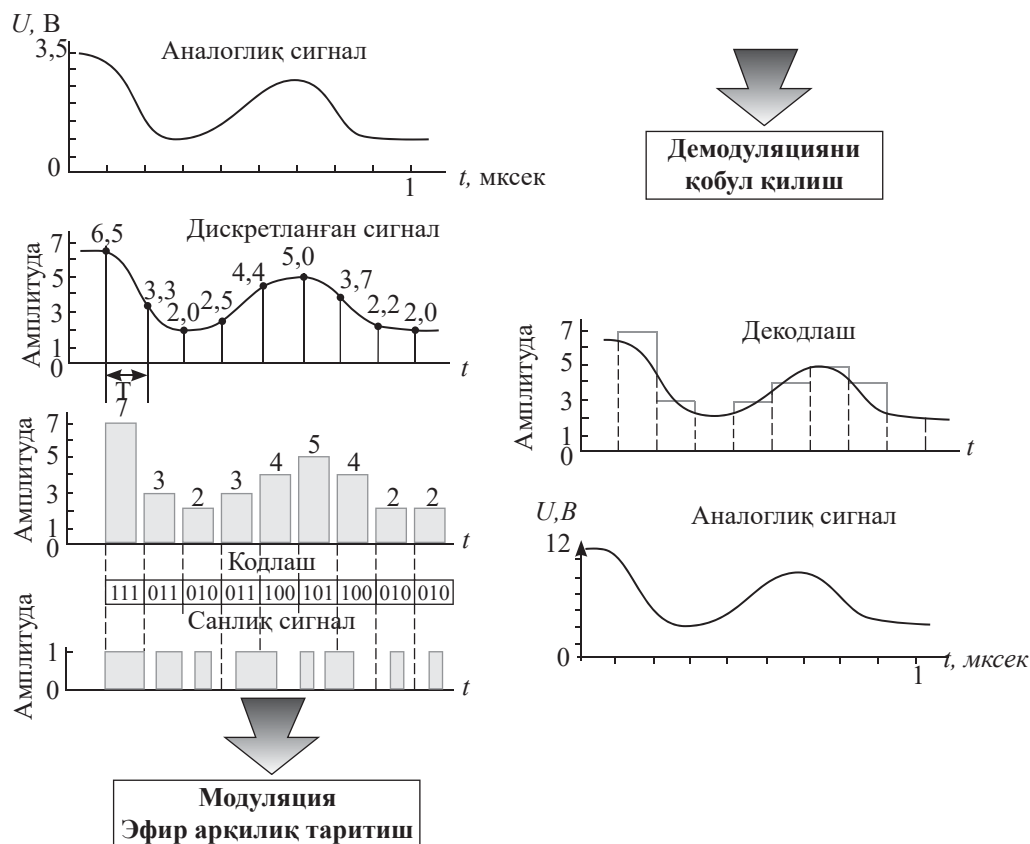 U, В
3,5
Аналоглиқ сигнал
0
1
t, мксек
Амплитуда
7
5
3
1
0
Дискретланған сигнал
6,5
3,3
2,0
2,5
4,4
5,0
3,7
2,2
2,0
t
T
Амплитуда
7
5
3
1
0
7
3
2
3
4
5
4
2
2
t
Кодлаш
111 011 010 011 100 101 100 010 010
Санлиқ сигнал
Амплитуда
1
0
t
Модуляция
Эфир арқилиқ таритиш
Демодуляцияни
қобул қилиш
Декодлаш
Амплитуда
7
5
3
1
0
t
U,В
Аналоглиқ сигнал
12
0
1
t, мксек